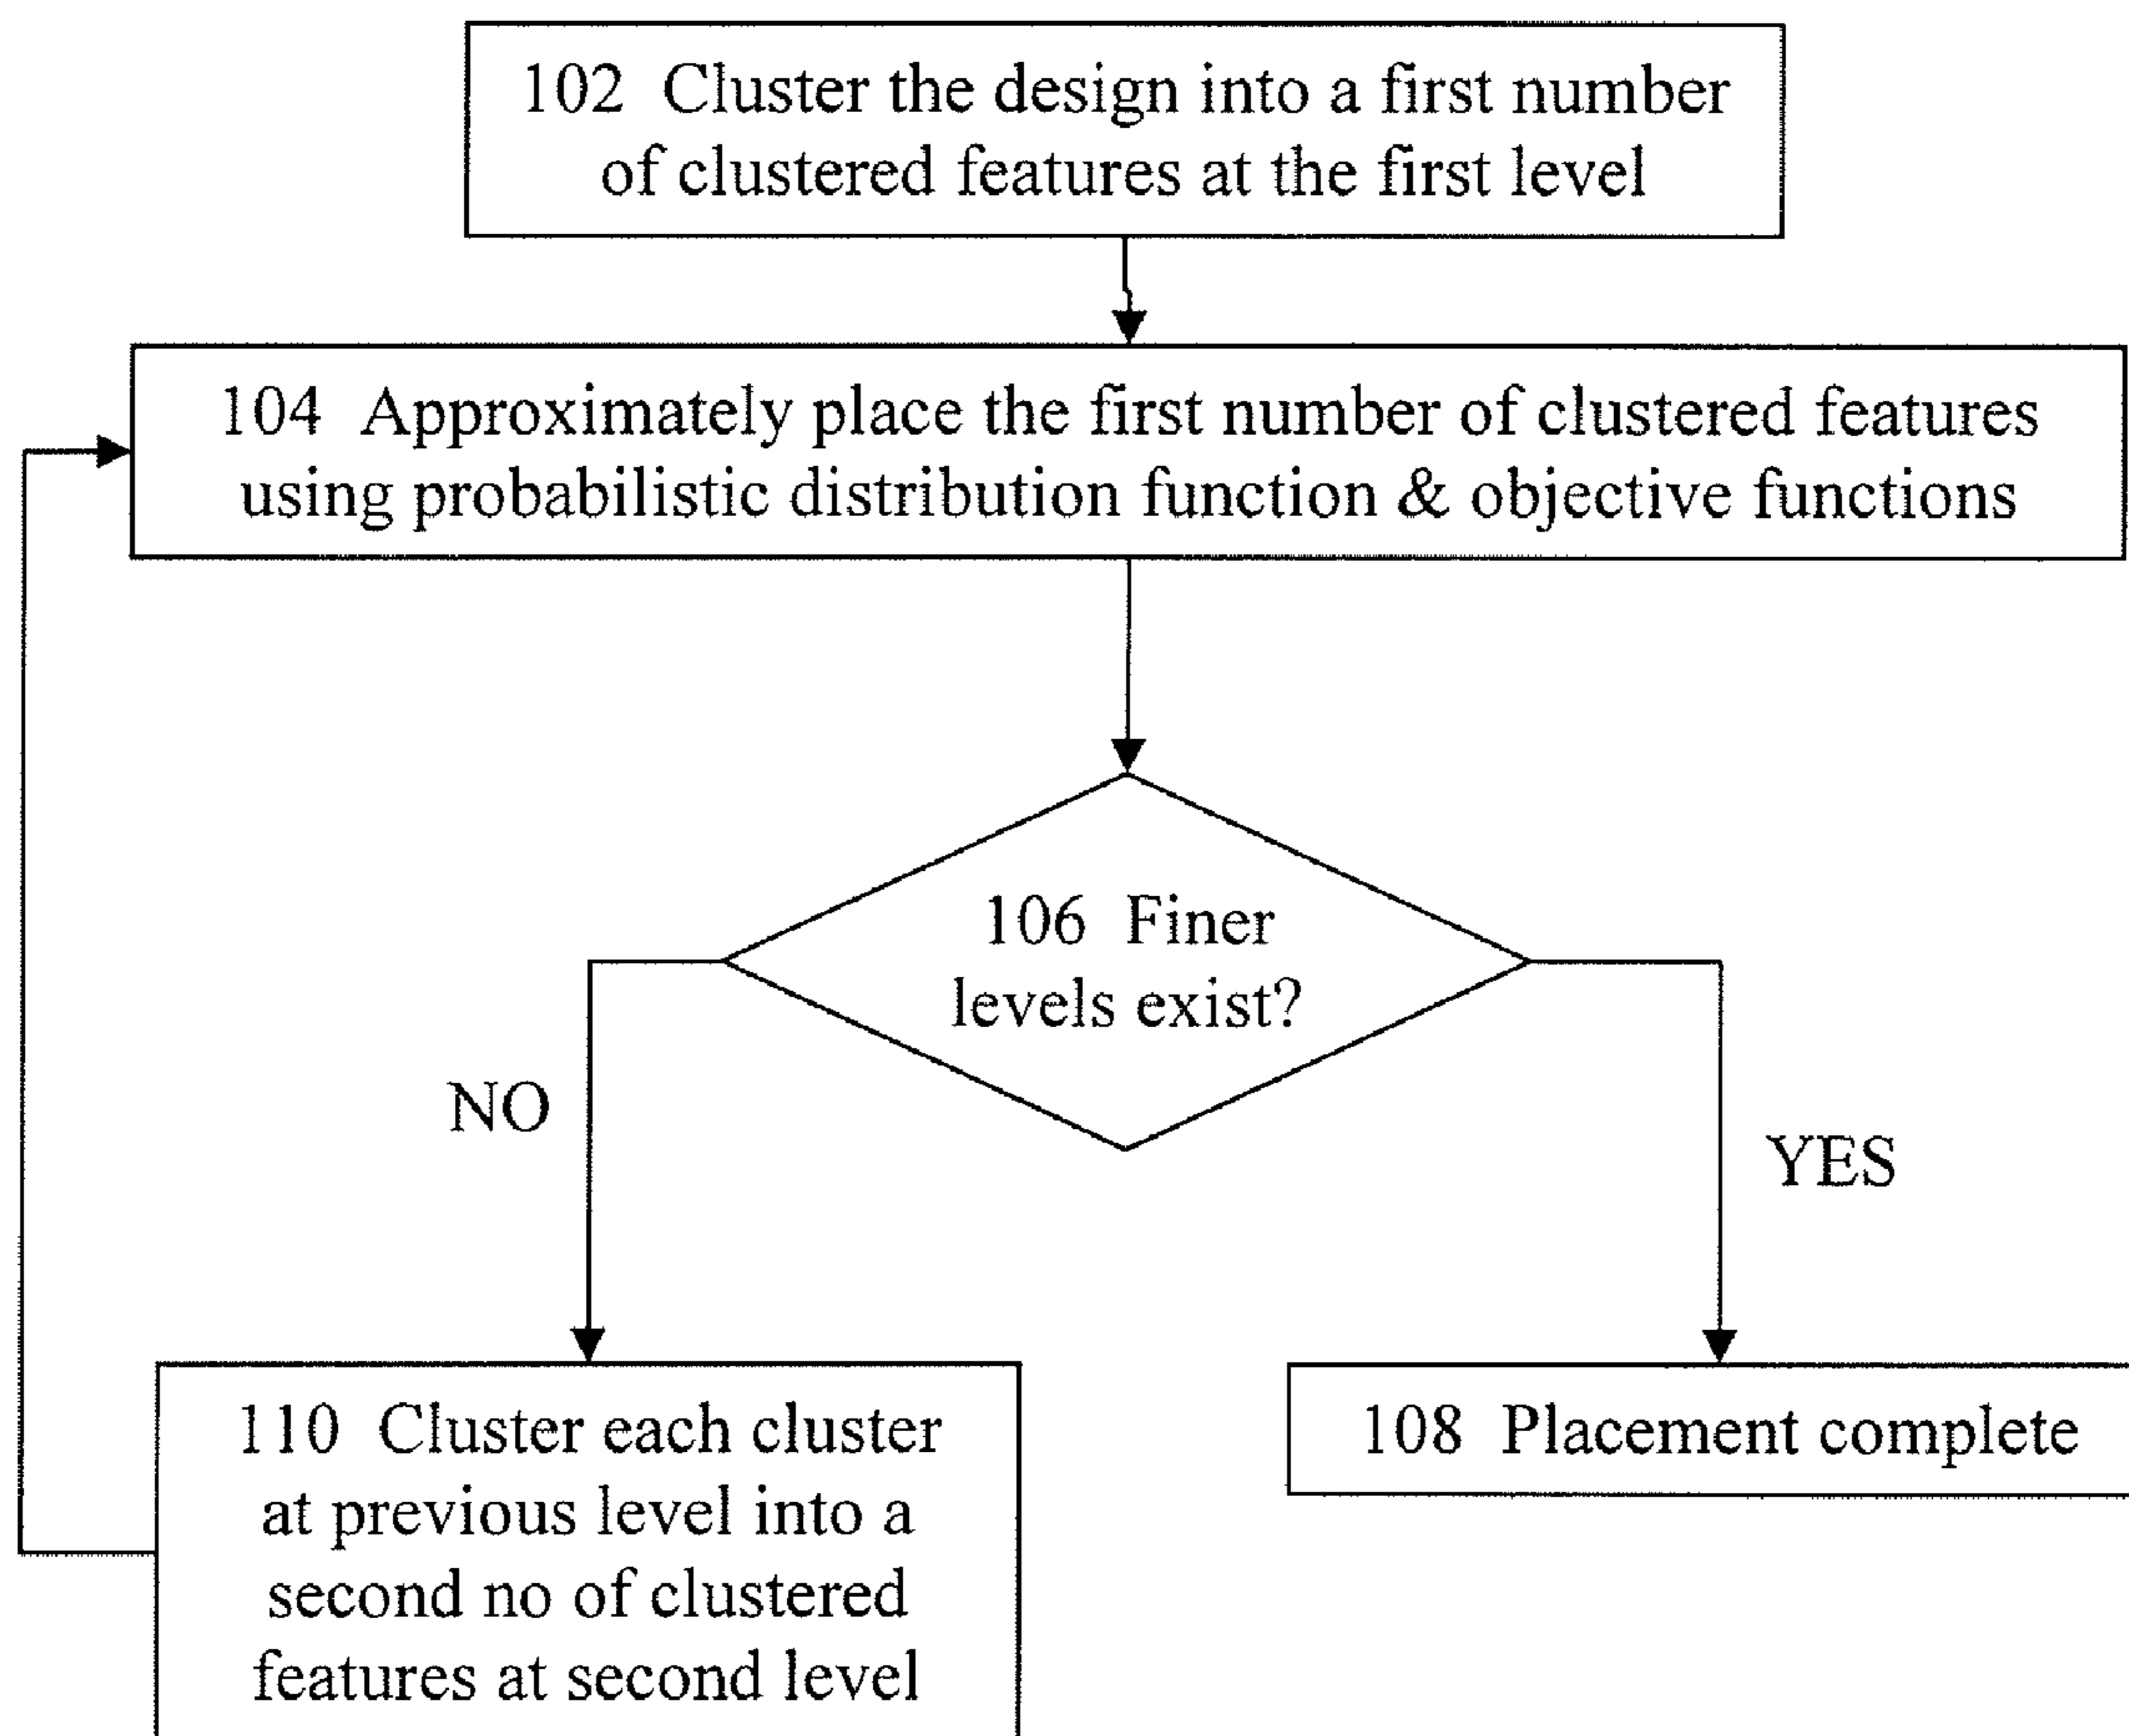 102 Cluster the design into a first number
of clustered features at the first level
104 Approximately place the first number of clustered features
using probabilistic distribution function & objective functions
106 Finer
levels exist?
NO
YES
110 Cluster each cluster
at previous level into a
second no of clustered
features at second level
108 Placement complete